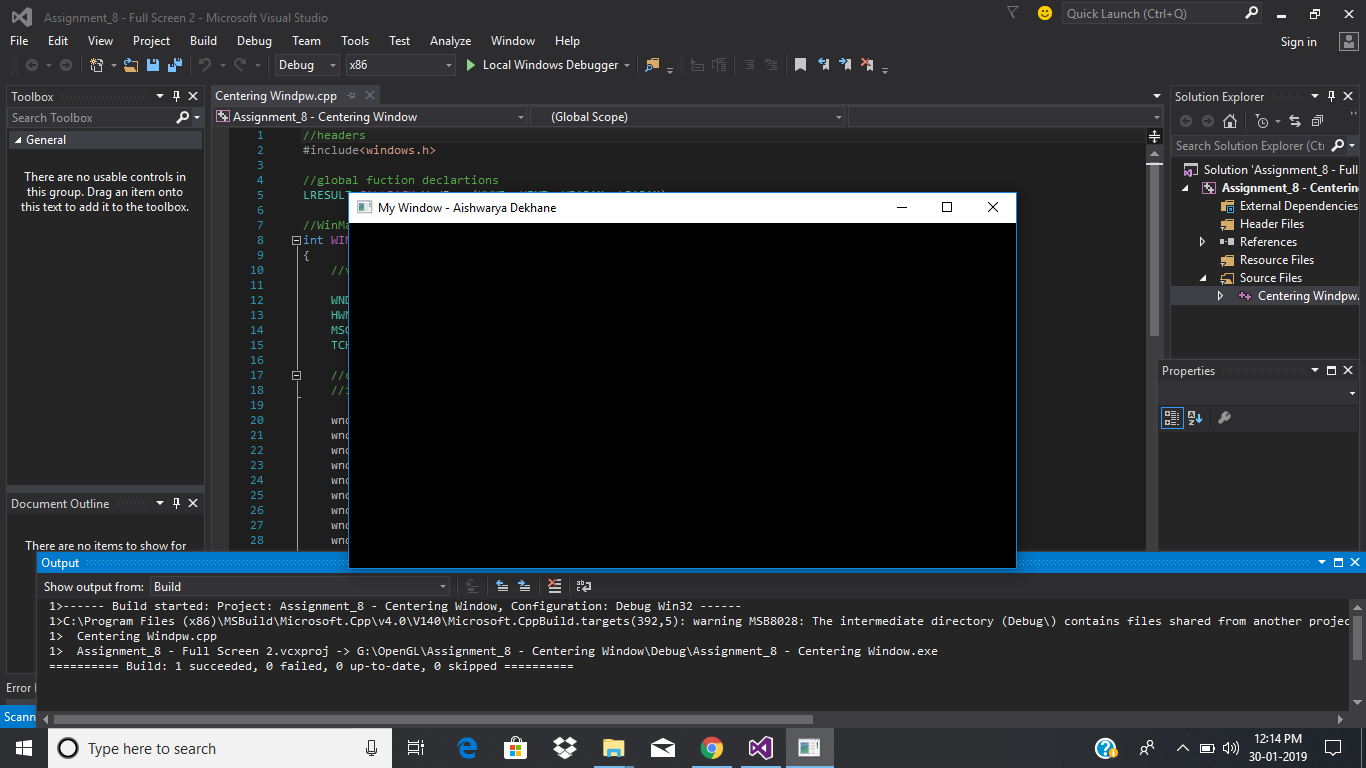 Assignment_8 - Full Screen 2 - Microsoft Visual Studio
Quick Launch (Ctrl+Q)
File Edit View Project Build Debug Team Tools Test Analyze Window Help
Sign in
Debug x86 Local Windows Debugger
Toolbox
Search Toolbox
General
There are no usable controls in
this group. Drag an item onto
this text to add it to the toolbox.
Document Outline
There are no items to show for
Centering Windpw.cpp
Assignment_8 - Centering Window (Global Scope)
1 //headers
2 #include<windows.h>
3
4 //global fuction declartions
5 LRESULT
6
7 //WinMa
8 int WIN
9 {
10 //v
11
12 WND
13 HWN
14 MSG
15 TCH
16
17 //c
18 //i
19
20 wnd
21 wnd
22 wnd
23 wnd
24 wnd
25 wnd
26 wnd
27 wnd
28 wnd
My Window - Aishwarya Dekhane
Solution Explorer
Search Solution Explorer (Ctr
Solution 'Assignment_8 - Full
Assignment_8 - Centerin
External Dependencies
Header Files
References
Resource Files
Source Files
Centering Windpw.
Properties
Output
Show output from: Build
1>------ Build started: Project: Assignment_8 - Centering Window, Configuration: Debug Win32 ------
1>C:\Program Files (x86)\MSBuild\Microsoft.Cpp\v4.0\V140\Microsoft.CppBuild.targets(392,5): warning MSB8028: The intermediate directory (Debug\) contains files shared from another projec
1> Centering Windpw.cpp
1> Assignment_8 - Full Screen 2.vcxproj -> G:\OpenGL\Assignment_8 - Centering Window\Debug\Assignment_8 - Centering Window.exe
========== Build: 1 succeeded, 0 failed, 0 up-to-date, 0 skipped ==========
Error
Scann
Type here to search
12:14 PM
30-01-2019